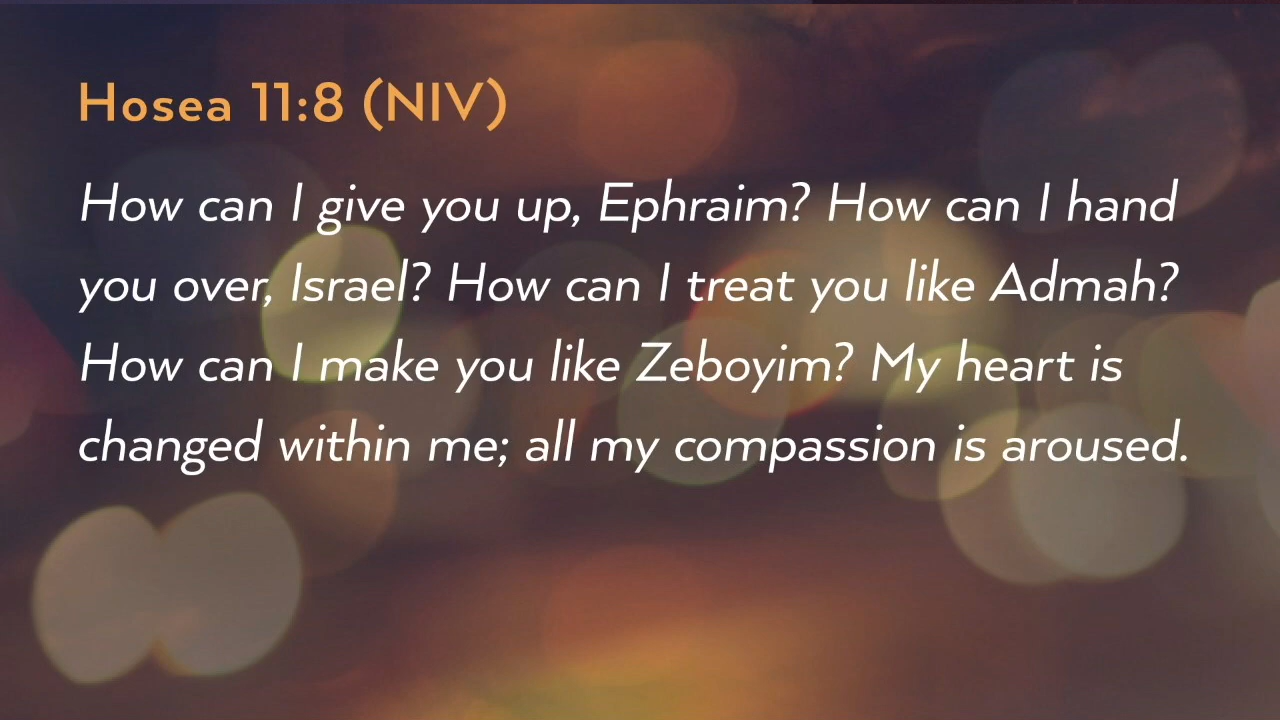 Hosea 11:8 (NIV)
How can I give you up, Ephraim? How can I hand
you over, Israel? How can I treat you like Admah?
How can I make you like Zeboyim? My heart is
changed within me; all my compassion is aroused.